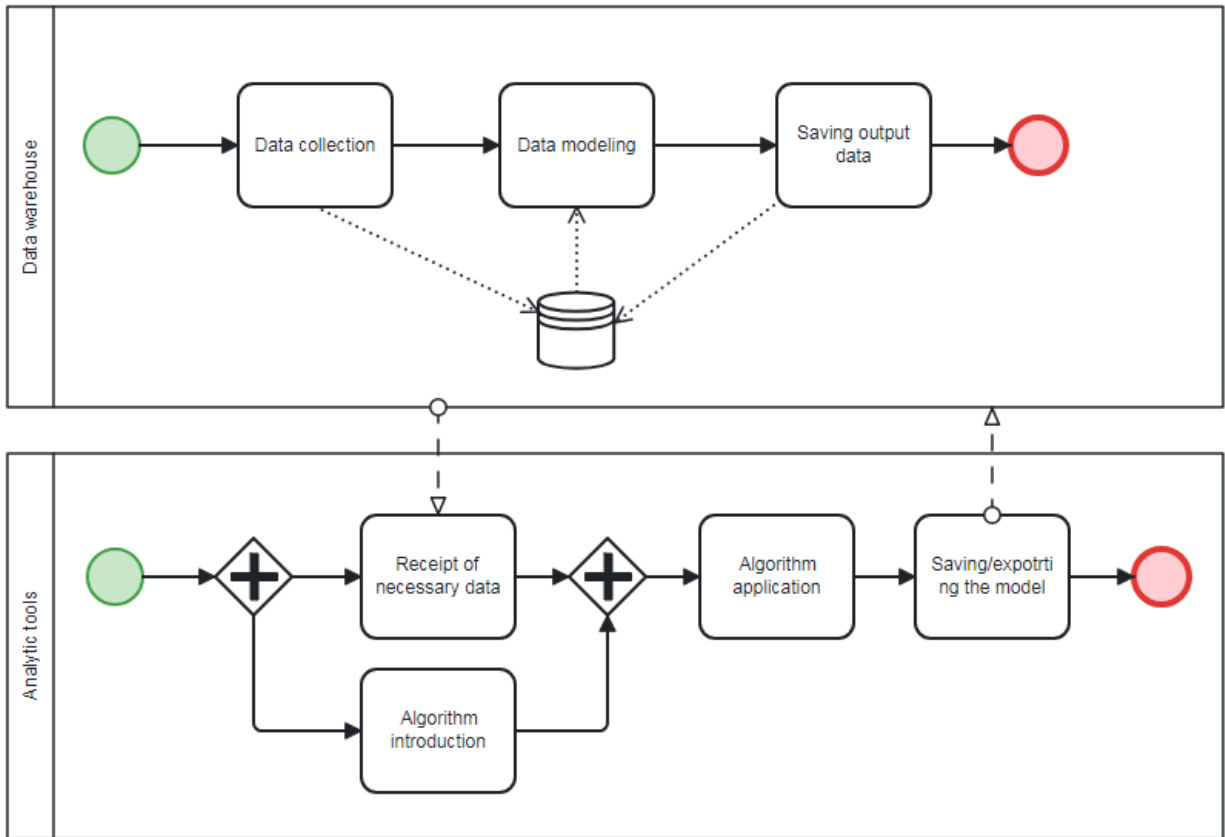 Data warehouse
Data collection
Data modeling
Saving output
data
Analytic tools
Receipt of
necessary data
Algorithm
introduction
Algorithm
application
Saving/expotrti
ng the model